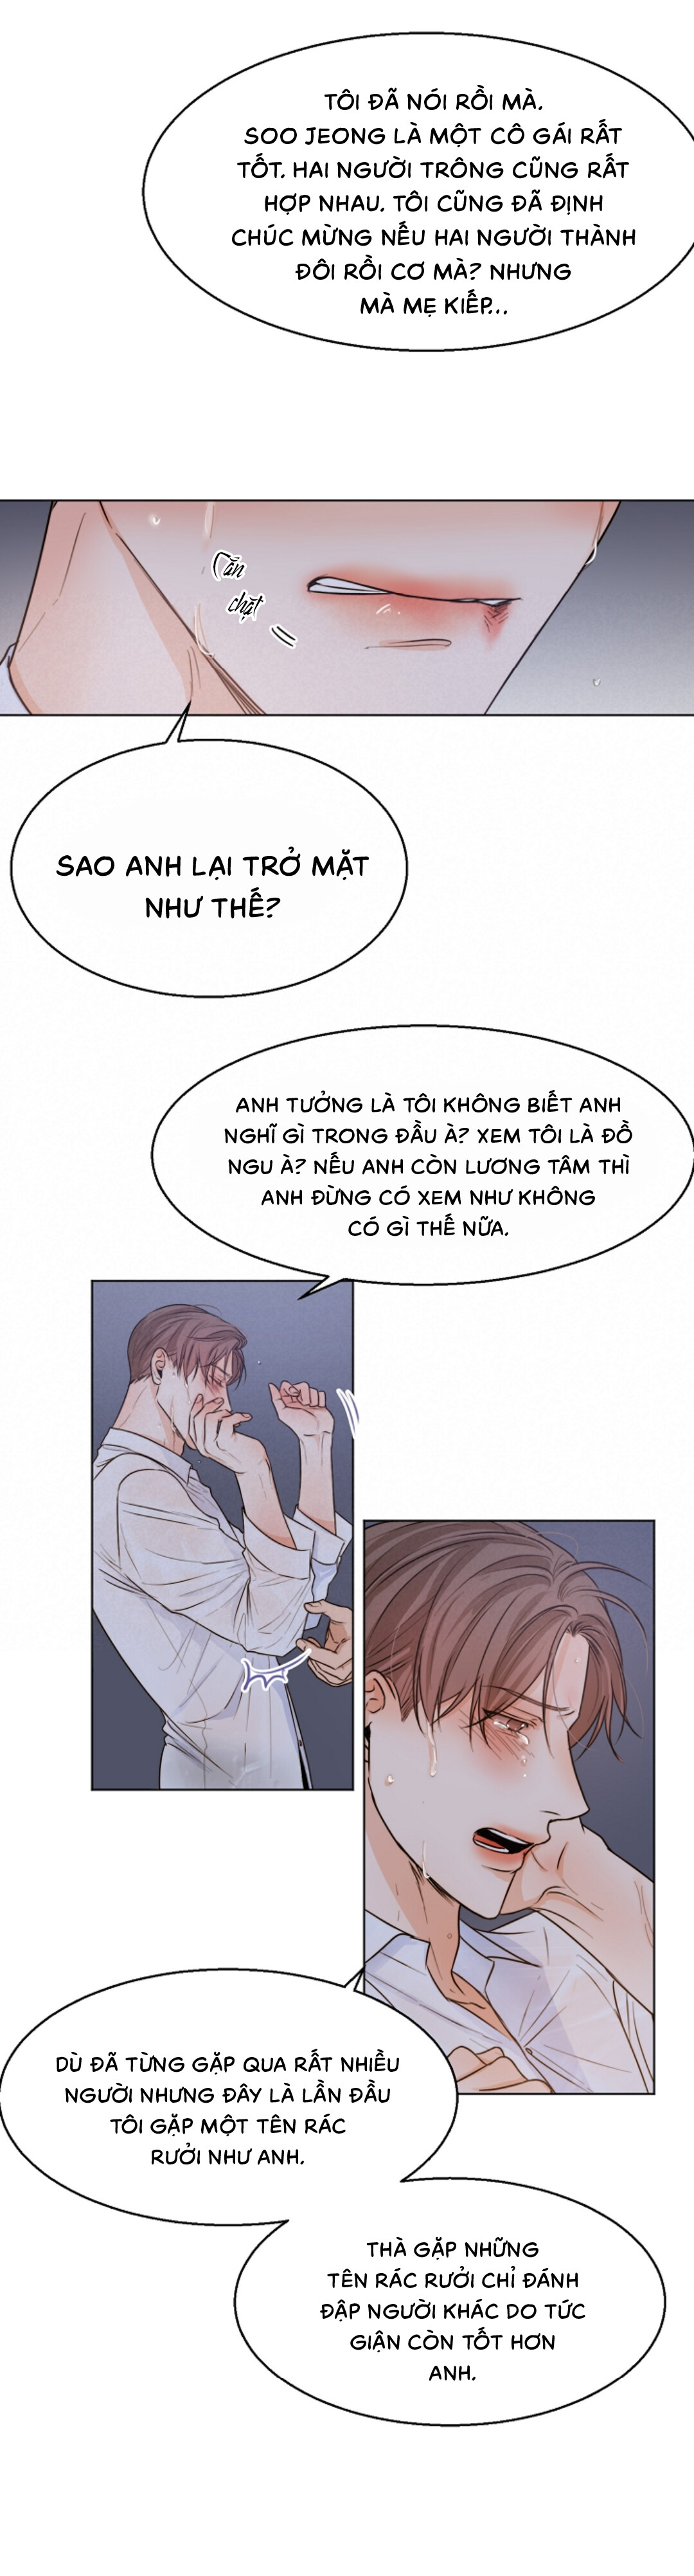 TÔI ĐÃ NÓI RỒI MÀ.
SOO JEONG LÀ MỘT CÔ GÁI RẤT
TỐT. HAI NGƯỜI TRÔNG CŨNG RẤT
HỢP NHAU. TÔI CŨNG ĐÃ ĐỊNH
CHÚC MỪNG NẾU HAI NGƯỜI THÀNH
ĐÔI RỒI CƠ MÀ? NHƯNG
MÀ MẸ KIẾP...
Cắn
chặt
SAO ANH LẠI TRỞ MẶT
NHƯ THẾ?
ANH TƯỞNG LÀ TÔI KHÔNG BIẾT ANH
NGHĨ GÌ TRONG ĐẦU À? XEM TÔI LÀ ĐỒ
NGU À? NẾU ANH CÒN LƯƠNG TÂM THÌ
ANH ĐỪNG CÓ XEM NHƯ KHÔNG
CÓ GÌ THẾ NỮA.
DÙ ĐÃ TỪNG GẶP QUA RẤT NHIỀU
NGƯỜI NHƯNG ĐÂY LÀ LẦN ĐẦU
TÔI GẶP MỘT TÊN RÁC
RƯỞI NHƯ ANH.
THÀ GẶP NHỮNG
TÊN RÁC RƯỞI CHỈ ĐÁNH
ĐẬP NGƯỜI KHÁC DO TỨC
GIẬN CÒN TỐT HƠN
ANH.